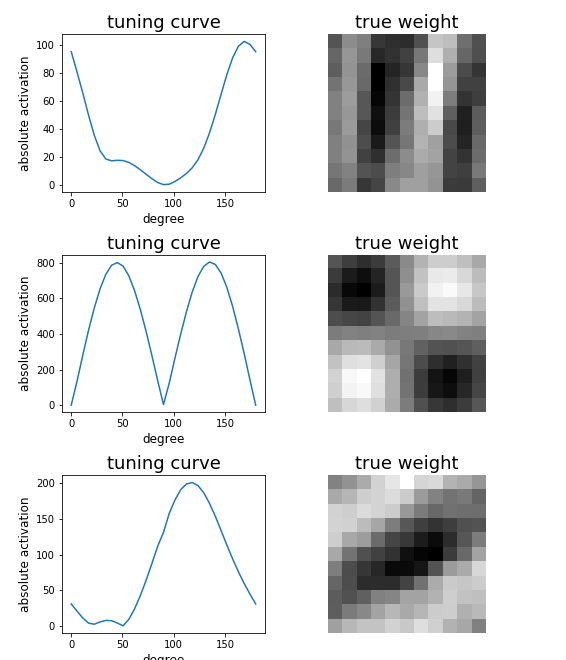 tuning curve
true weight
absolute activation
100
80
60
40
20
0
0 50 100 150
degree
tuning curve
true weight
absolute activation
800
600
400
200
0
0 50 100 150
degree
tuning curve
true weight
absolute activation
200
150
100
50
0
0 50 100 150
degree